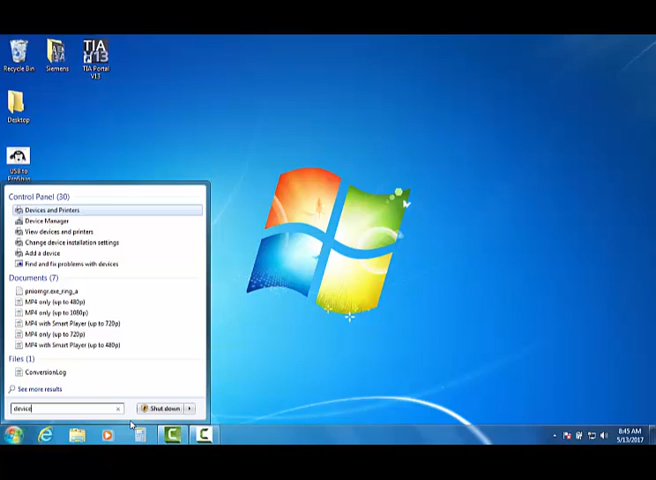 Recycle Bin
Siemens
TIA Portal
V13
TIA
V13
Desktop
USB to
Control Panel (30)
Devices and Printers
Device Manager
View devices and printers
Change device installation settings
Add a device
Find and fix problems with devices
Documents (7)
pniomgr.exe_ring_a
MP4 only (up to 480p)
MP4 only (up to 1080p)
MP4 with Smart Player (up to 720p)
MP4 only (up to 720p)
MP4 with Smart Player (up to 480p)
Files (1)
ConversionLog
See more results
device
Shut down
8:45 AM
5/13/2017